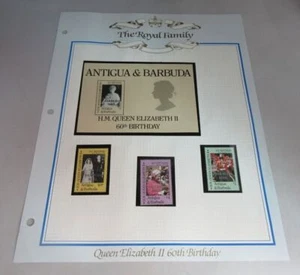 The Royal Family
ANTIGUA & BARBUDA
H.M. QUEEN ELIZABETH II
60th BIRTHDAY
Queen Elizabeth II 60th Birthday